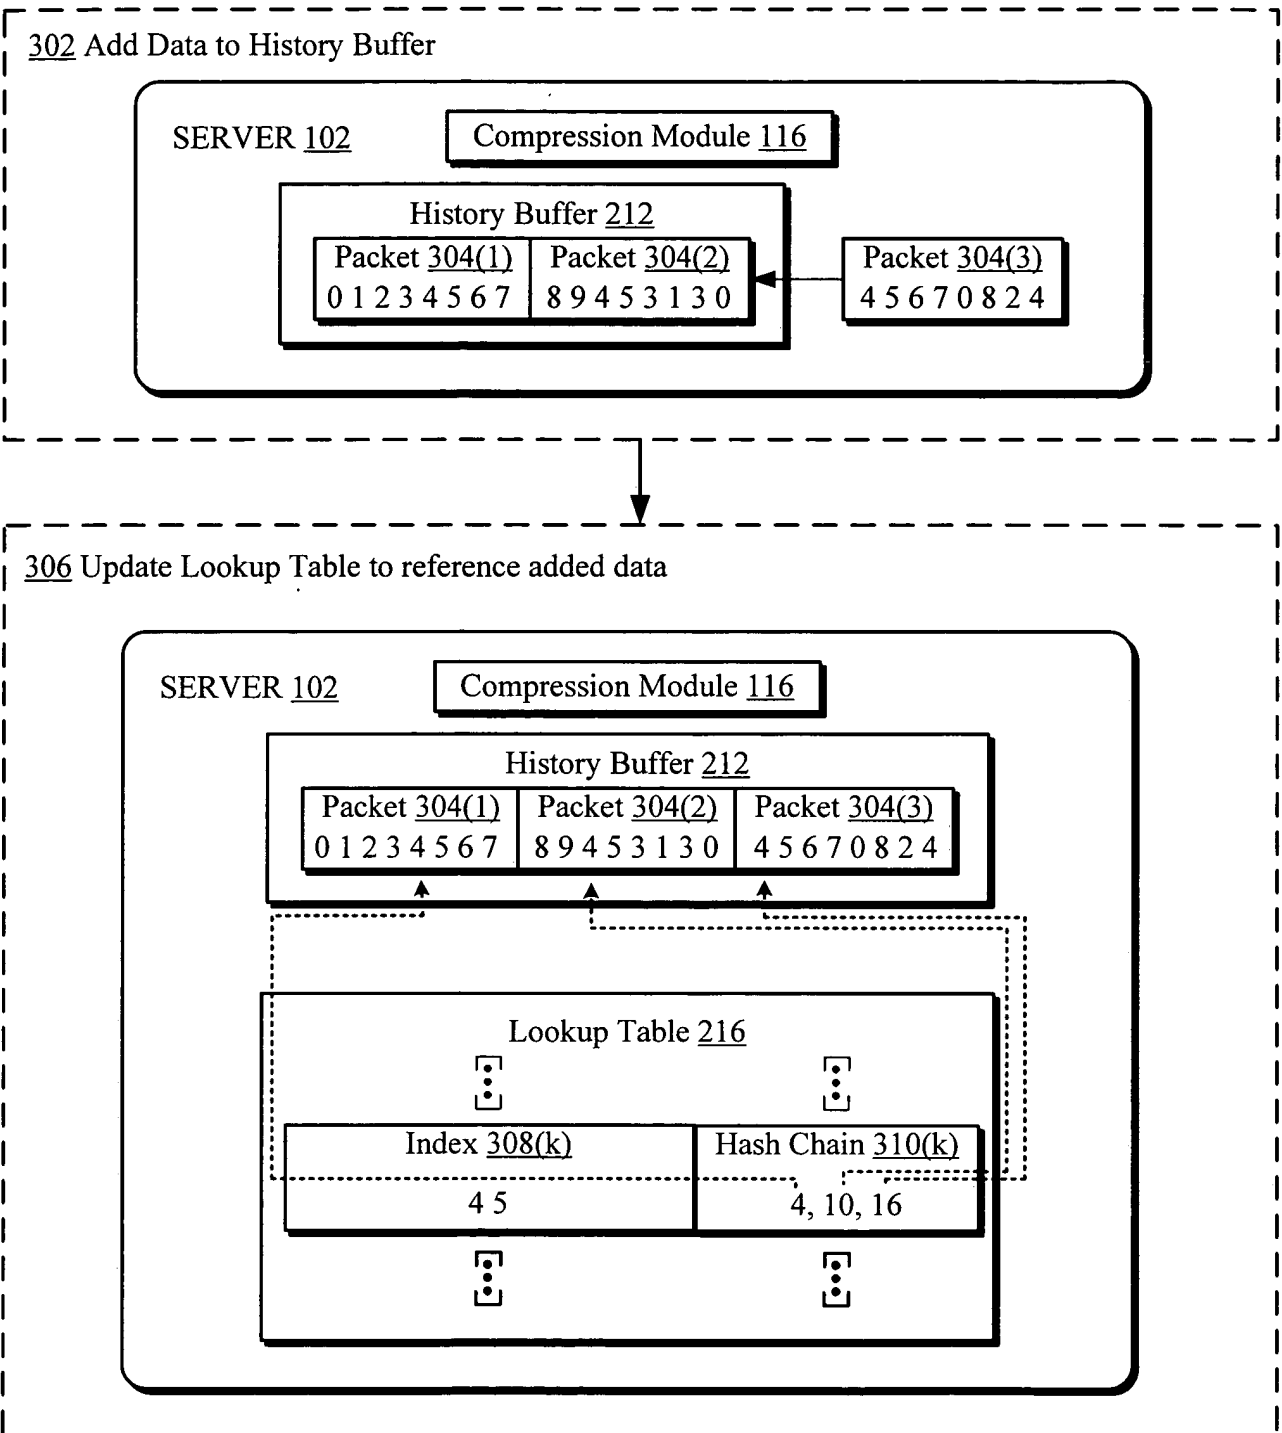 302 Add Data to History Buffer
SERVER 102
Compression Module 116
History Buffer 212
Packet 304(1) Packet 304(2) Packet 304(3)
0 1 2 3 4 5 6 7 8 9 4 5 3 1 3 0 4 5 6 7 0 8 2 4
306 Update Lookup Table to reference added data
SERVER 102
Compression Module 116
History Buffer 212
Packet 304(1) Packet 304(2) Packet 304(3)
0 1 2 3 4 5 6 7 8 9 4 5 3 1 3 0 4 5 6 7 0 8 2 4
Lookup Table 216
Index 308(k) Hash Chain 310(k)
4 5 4, 10, 16